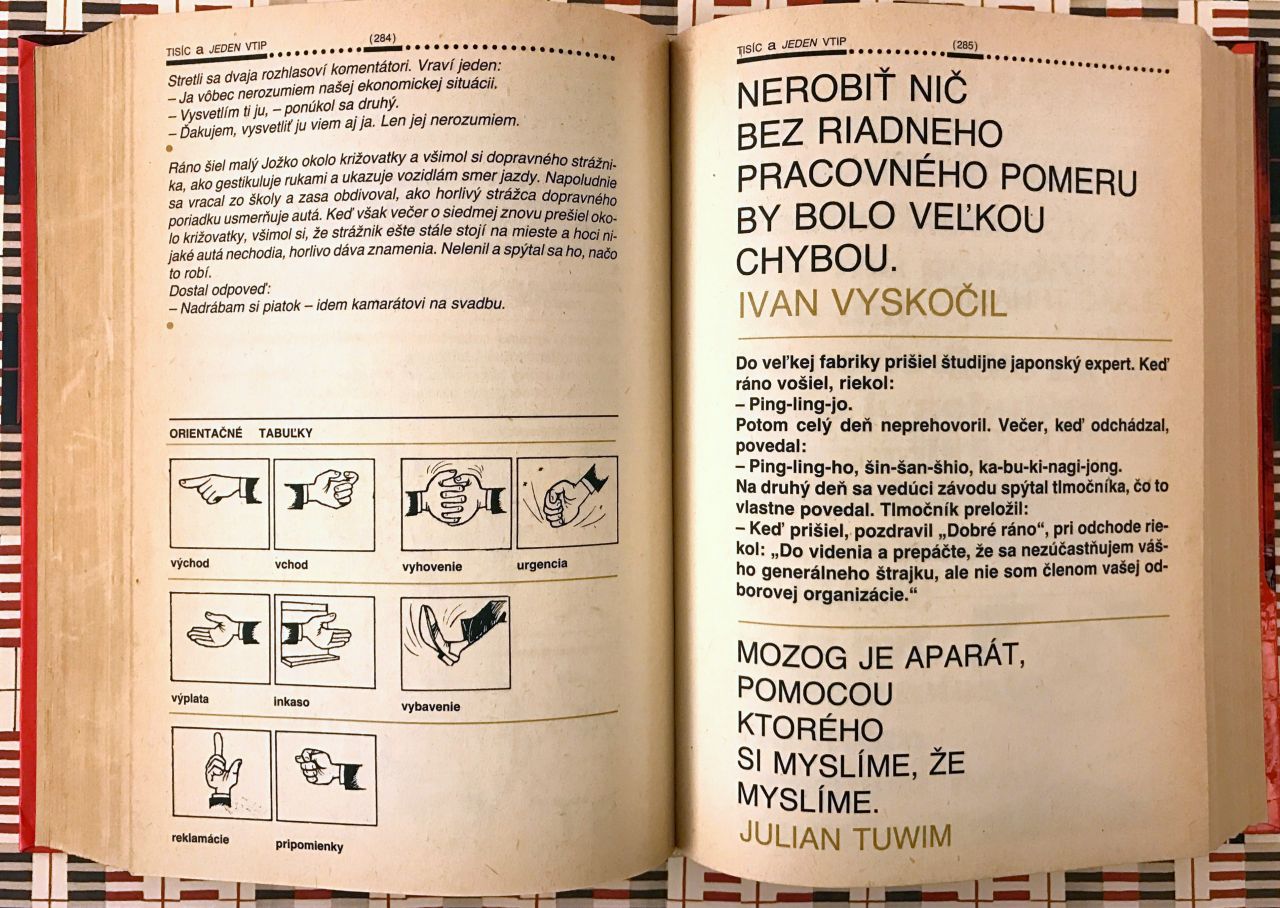 TISÍC a JEDEN VTIP (284)
Stretli sa dvaja rozhlasoví komentátori. Vraví jeden:
– Ja vôbec nerozumiem našej ekonomickej situácii.
– Vysvetlím ti ju, – ponúkol sa druhý.
– Ďakujem, vysvetliť ju viem aj ja. Len jej nerozumiem.
Ráno šiel malý Jožko okolo križovatky a všimol si dopravného strážni-
ka, ako gestikuluje rukami a ukazuje vozidlám smer jazdy. Napoludnie
sa vracal zo školy a zasa obdivoval, ako horlivý strážca dopravného
poriadku usmerňuje autá. Keď však večer o siedmej znovu prešiel oko-
lo križovatky, všimol si, že strážnik ešte stále stojí na mieste a hoci ni-
jaké autá nechodia, horlivo dáva znamenia. Nelenil a spýtal sa ho, načo
to robí.
Dostal odpoveď:
– Nadrábam si piatok – idem kamarátovi na svadbu.
ORIENTAČNÉ TABUĽKY
východ vchod vyhovenie urgencia
výplata inkaso vybavenie
reklamácie pripomienky
TISÍC a JEDEN VTIP (285)
NEROBIŤ NIČ
BEZ RIADNEHO
PRACOVNÉHO POMERU
BY BOLO VEĽKOU
CHYBOU.
IVAN VYSKOČIL
Do veľkej fabriky prišiel študijne japonský expert. Keď
ráno vošiel, riekol:
– Ping-ling-jo.
Potom celý deň neprehovoril. Večer, keď odchádzal,
povedal:
– Ping-ling-ho, šin-šan-šhio, ka-bu-ki-nagi-jong.
Na druhý deň sa vedúci závodu spýtal tlmočníka, čo to
vlastne povedal. Tlmočník preložil:
– Keď prišiel, pozdravil „Dobré ráno“, pri odchode rie-
kol: „Do videnia a prepáčte, že sa nezúčastňujem váš-
ho generálneho štrajku, ale nie som členom vašej od-
borovej organizácie.“
MOZOG JE APARÁT,
POMOCOU
KTORÉHO
SI MYSLÍME, ŽE
MYSLÍME.
JULIAN TUWIM